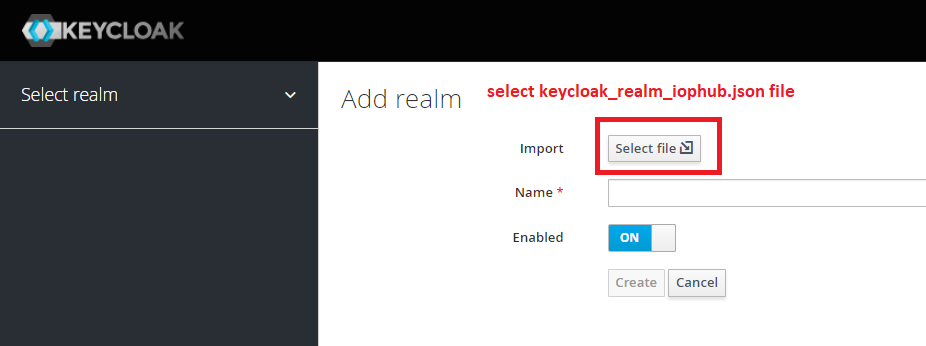 KEYCLOAK
Select realm
Add realm
select keycloak_realm_iophub.json file
Import
Select file
Name *
Enabled
ON
Create
Cancel